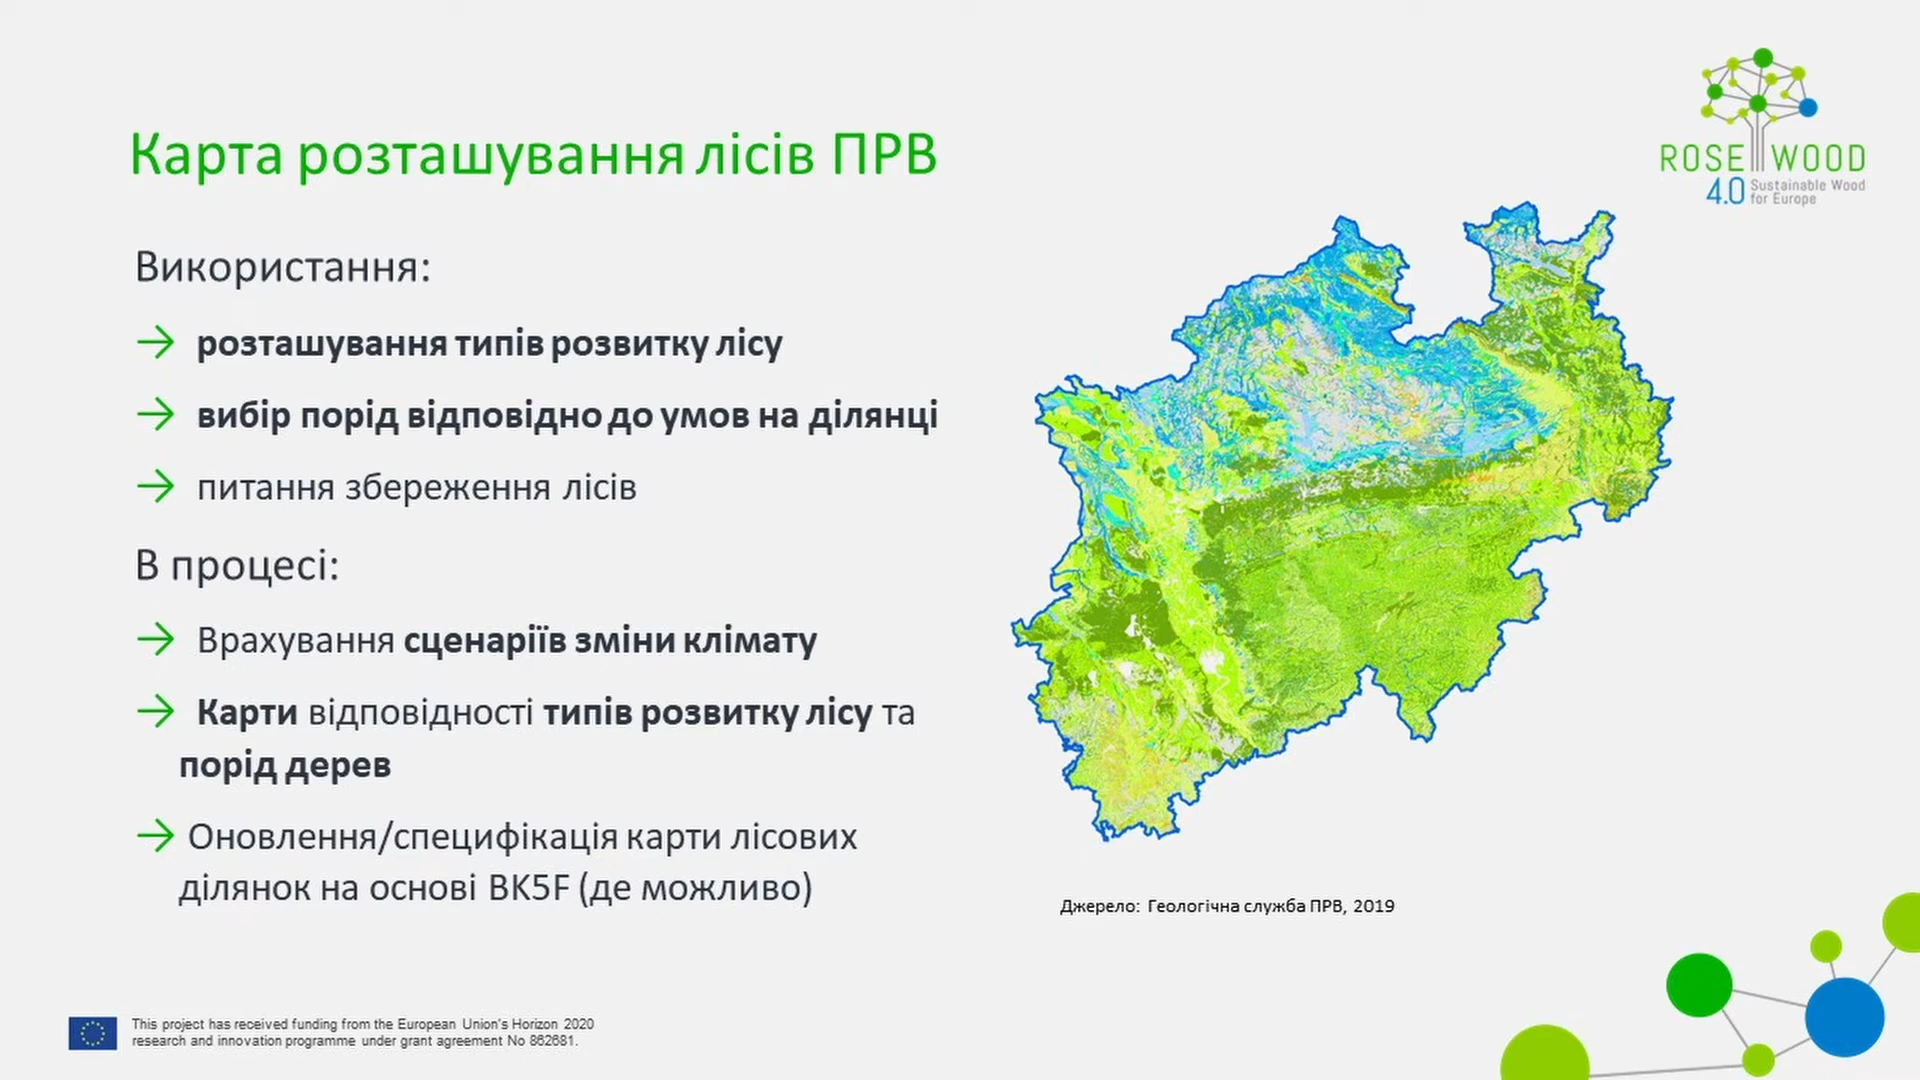 ROSEWOOD
4.0 Sustainable Wood
for Europe
Карта розташування лісів ПРВ
Використання:
→ розташування типів розвитку лісу
→ вибір порід відповідно до умов на ділянці
→ питання збереження лісів
В процесі:
→ Врахування сценаріїв зміни клімату
→ Карти відповідності типів розвитку лісу та
порід дерев
→ Оновлення/специфікація карти лісових
ділянок на основі BK5F (де можливо)
Джерело: Геологічна служба ПРВ, 2019
This project has received funding from the European Union's Horizon 2020
research and innovation programme under grant agreement No 862681.